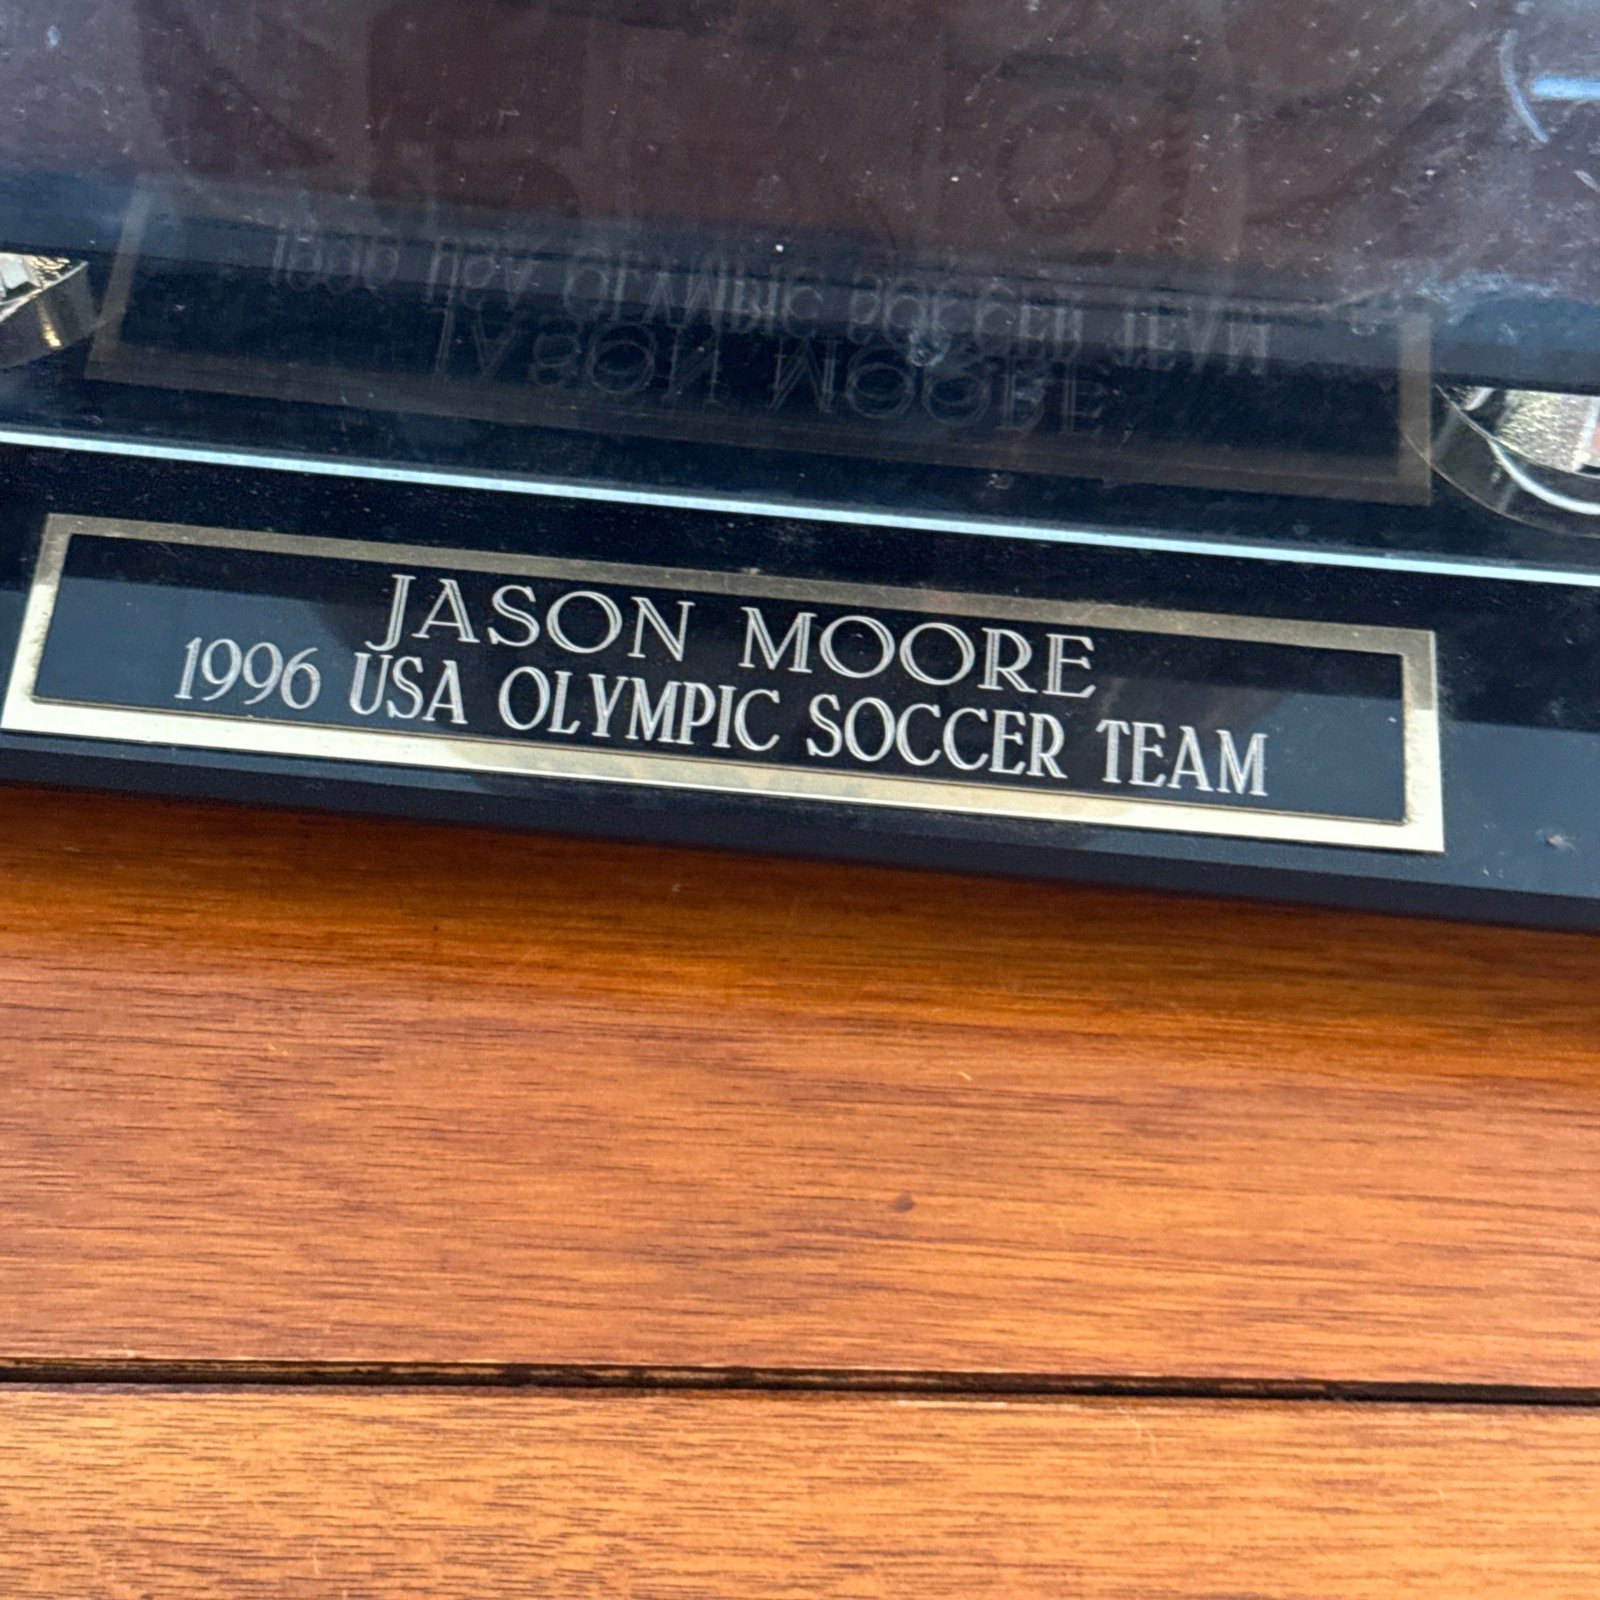 JASON MOORE
1996 USA OLYMPIC SOCCER TEAM